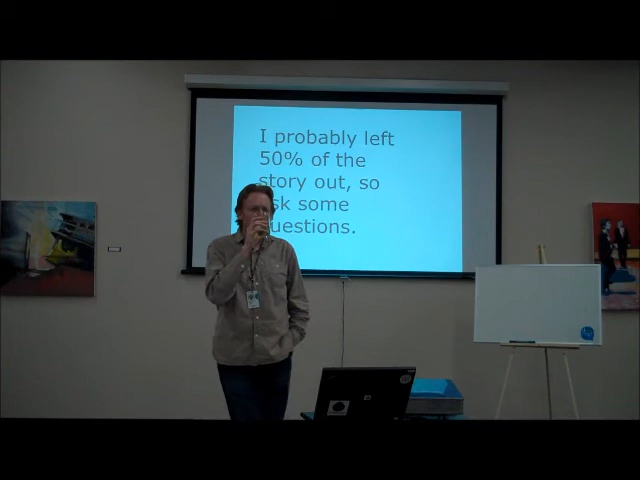 I probably left
50% of the
story out, so
sk some
uestions.